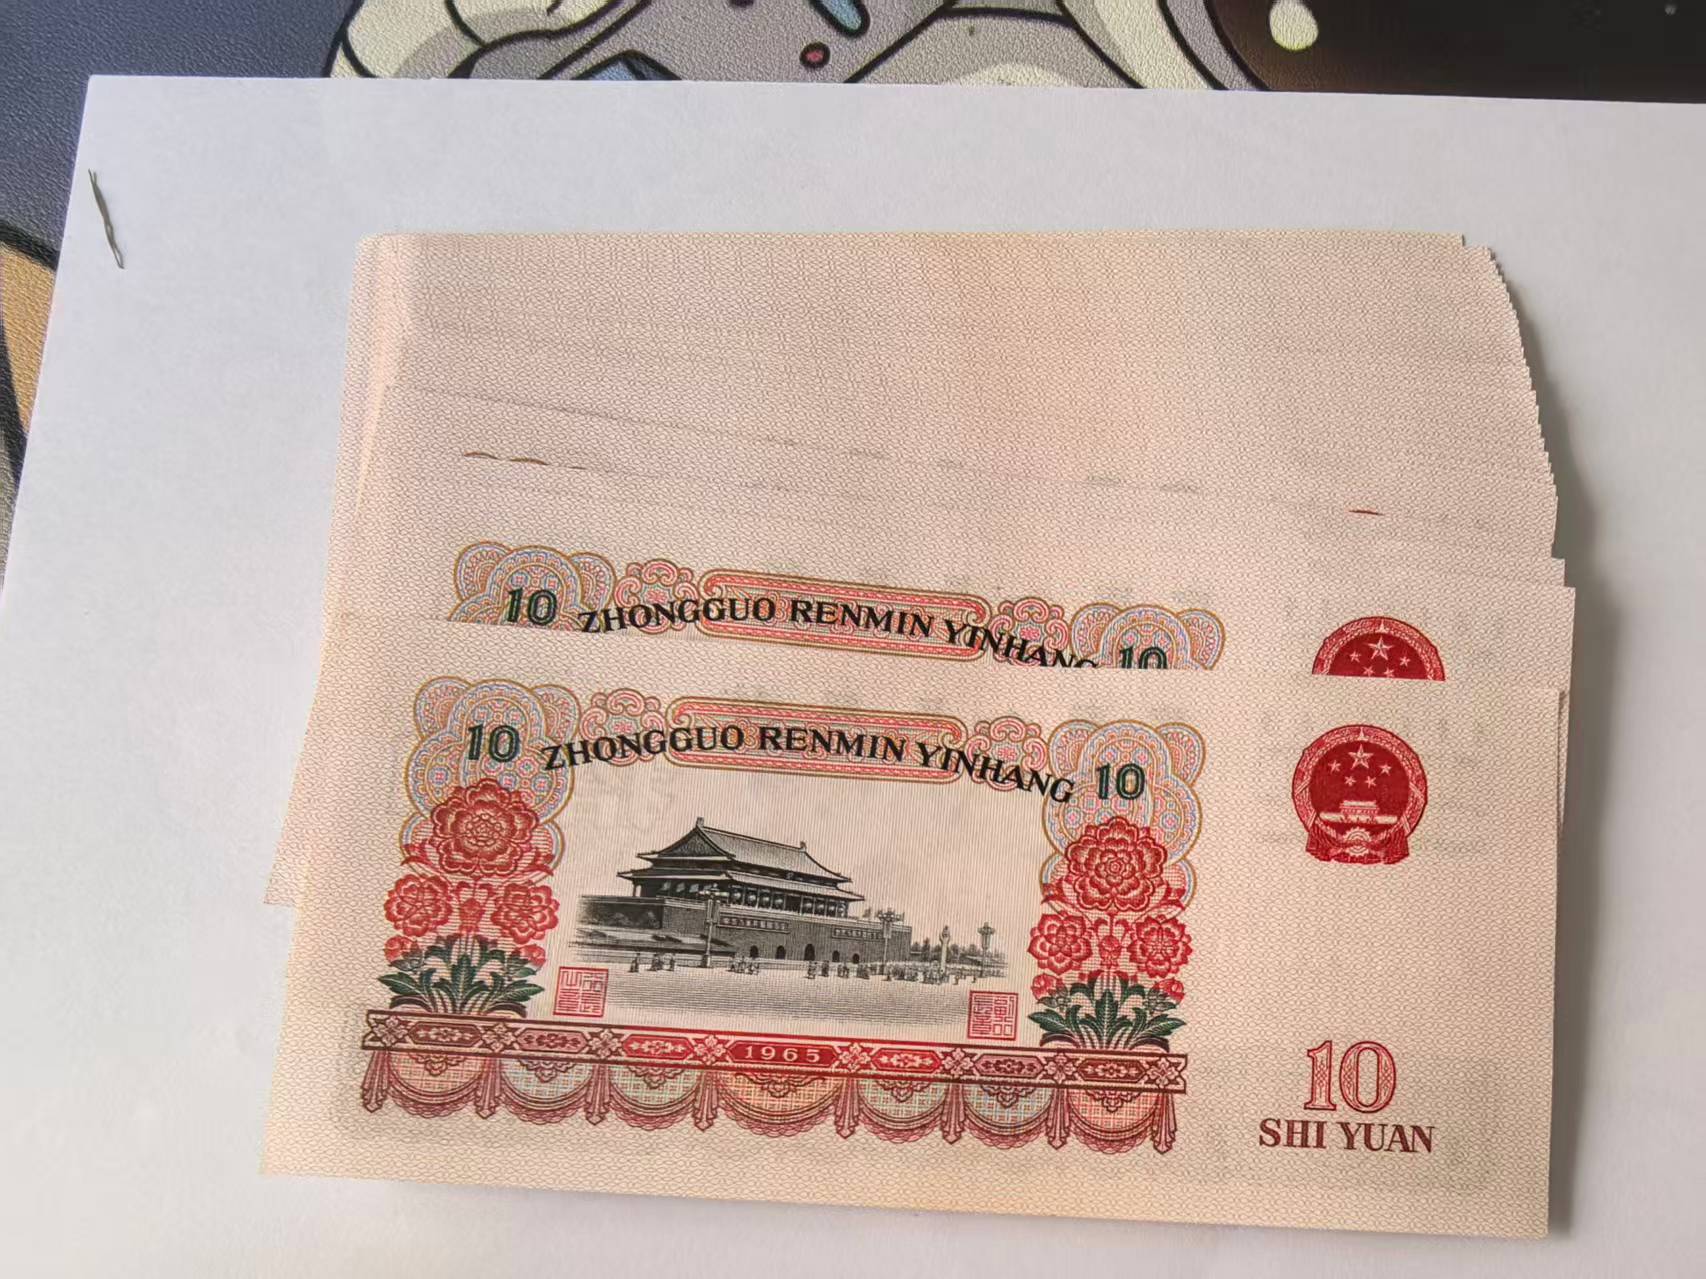 10 ZHONGGUO RENMIN YINHANG 10
10 ZHONGGUO RENMIN YINHANG 10
1965
10
SHI YUAN